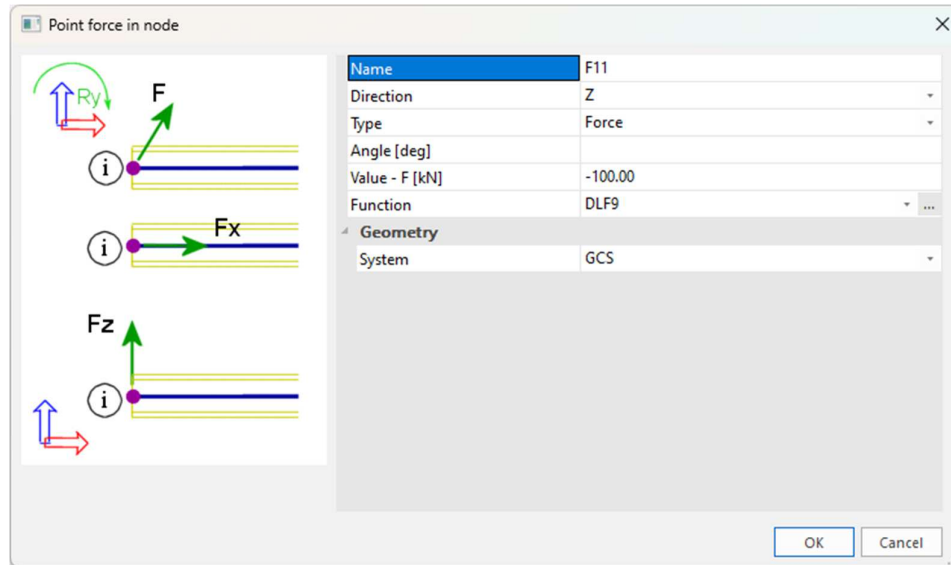 Point force in node
Ry
F
i
Fx
i
Fz
i
Name F11
Direction Z
Type Force
Angle [deg]
Value - F [kN] -100.00
Function DLF9 ...
Geometry
System GCS
OK Cancel